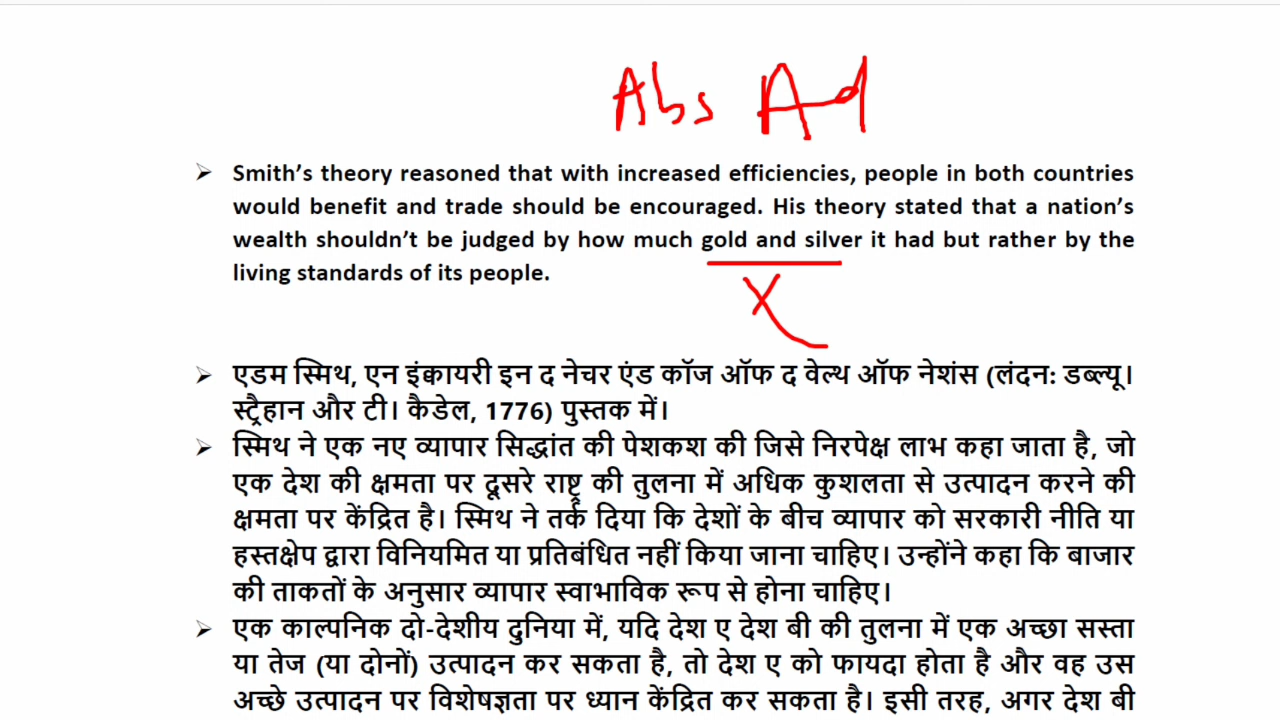 Abs Ad
➢ Smith's theory reasoned that with increased efficiencies, people in both countries
would benefit and trade should be encouraged. His theory stated that a nation's
wealth shouldn't be judged by how much gold and silver it had but rather by the
living standards of its people.
X
➢ एडम स्मिथ, एन इंक्वायरी इन द नेचर एंड कॉज ऑफ द वेल्थ ऑफ नेशंस (लंदन: डब्ल्यू।
स्ट्रैहान और टी। कैडेल, 1776) पुस्तक में।
➢ स्मिथ ने एक नए व्यापार सिद्धांत की पेशकश की जिसे निरपेक्ष लाभ कहा जाता है, जो
एक देश की क्षमता पर दूसरे राष्ट्र की तुलना में अधिक कुशलता से उत्पादन करने की
क्षमता पर केंद्रित है। स्मिथ ने तर्क दिया कि देशों के बीच व्यापार को सरकारी नीति या
हस्तक्षेप द्वारा विनियमित या प्रतिबंधित नहीं किया जाना चाहिए। उन्होंने कहा कि बाजार
की ताकतों के अनुसार व्यापार स्वाभाविक रूप से होना चाहिए।
➢ एक काल्पनिक दो-देशीय दुनिया में, यदि देश ए देश बी की तुलना में एक अच्छा सस्ता
या तेज (या दोनों) उत्पादन कर सकता है, तो देश ए को फायदा होता है और वह उस
अच्छे उत्पादन पर विशेषज्ञता पर ध्यान केंद्रित कर सकता है। इसी तरह, अगर देश बी